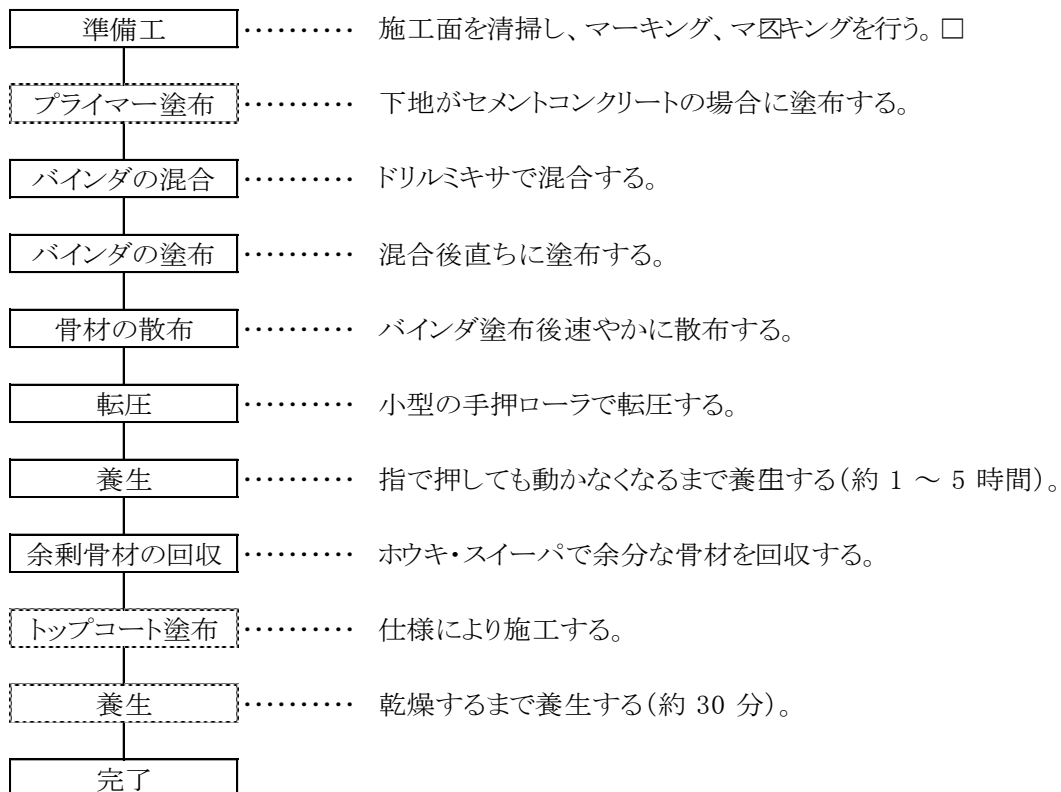 準備工 ………… 施工面を清掃し、マーキング、マスキングを行う。□
プライマー塗布 ………… 下地がセメントコンクリートの場合に塗布する。
バインダの混合 ………… ドリルミキサで混合する。
バインダの塗布 ………… 混合後直ちに塗布する。
骨材の散布 ………… バインダ塗布後速やかに散布する。
転圧 ………… 小型の手押ローラで転圧する。
養生 ………… 指で押しても動かなくなるまで養生する(約 1 ～ 5 時間)。
余剰骨材の回収 ………… ホウキ・スイーパで余分な骨材を回収する。
トップコート塗布 ………… 仕様により施工する。
養生 ………… 乾燥するまで養生する(約 30 分)。
完了